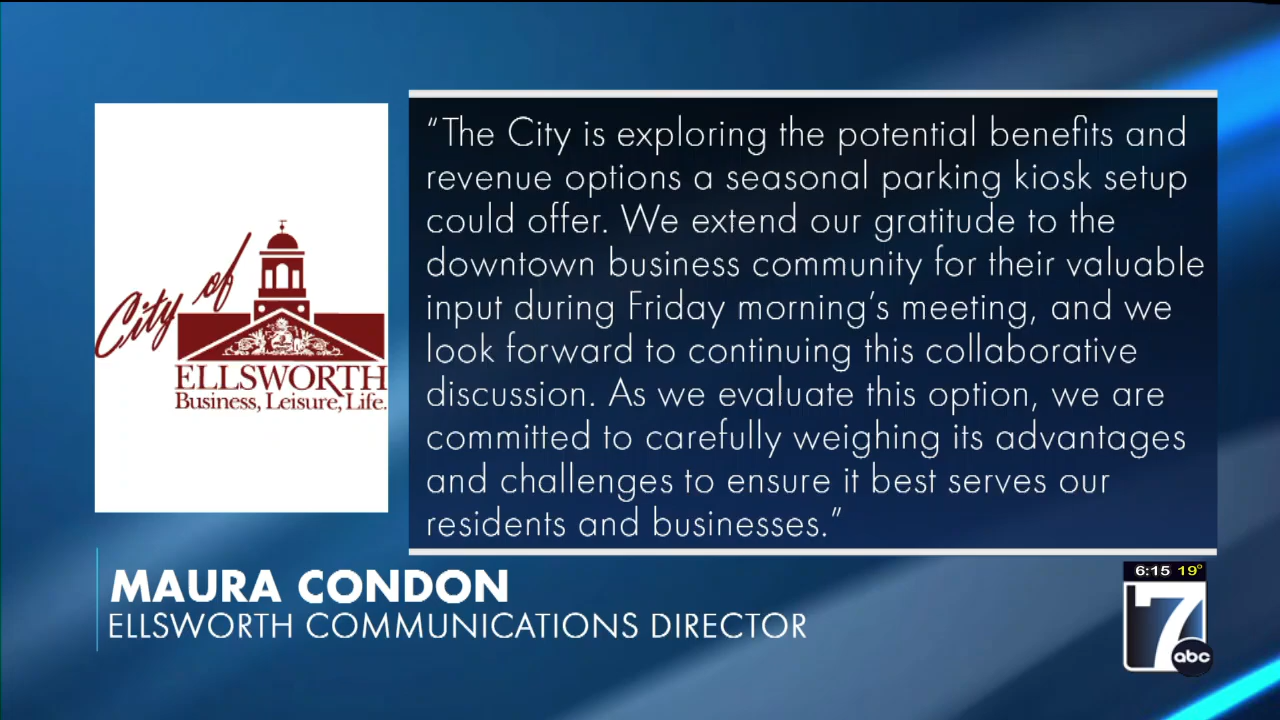 “The City is exploring the potential benefits and
revenue options a seasonal parking kiosk setup
could offer. We extend our gratitude to the
downtown business community for their valuable
input during Friday morning’s meeting, and we
look forward to continuing this collaborative
discussion. As we evaluate this option, we are
committed to carefully weighing its advantages
and challenges to ensure it best serves our
residents and businesses.”
City of
ELLSWORTH
Business, Leisure, Life.
MAURA CONDON
ELLSWORTH COMMUNICATIONS DIRECTOR
6:15 19°
7
abc